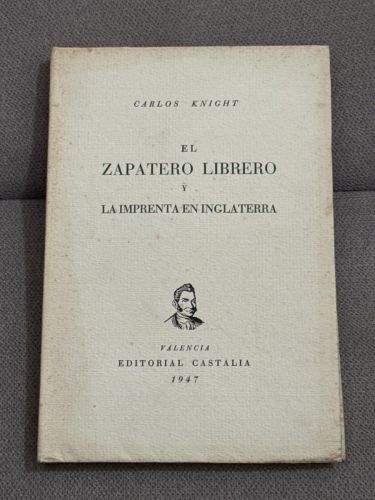 CARLOS KNIGHT
EL
ZAPATERO LIBRERO
Y
LA IMPRENTA EN INGLATERRA
VALENCIA
EDITORIAL CASTALIA
1947